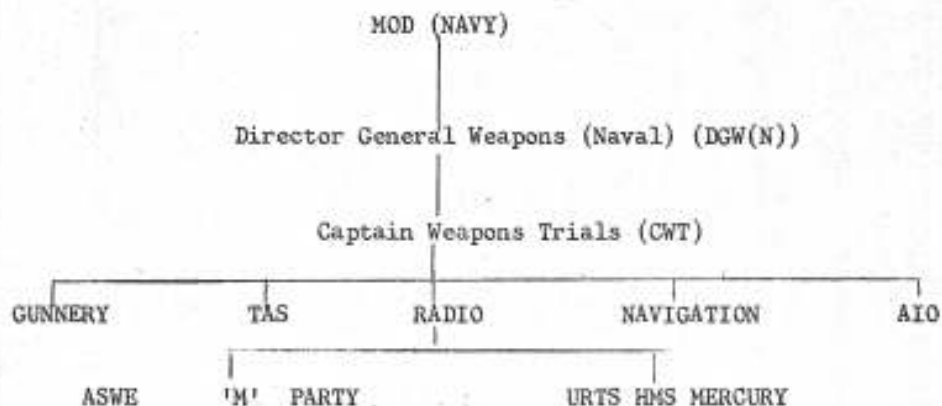 MOD (NAVY)
Director General Weapons (Naval) (DGW(N))
Captain Weapons Trials (CWT)
GUNNERY TAS RADIO NAVIGATION AIO
ASWE 'M' PARTY URTS HMS MERCURY